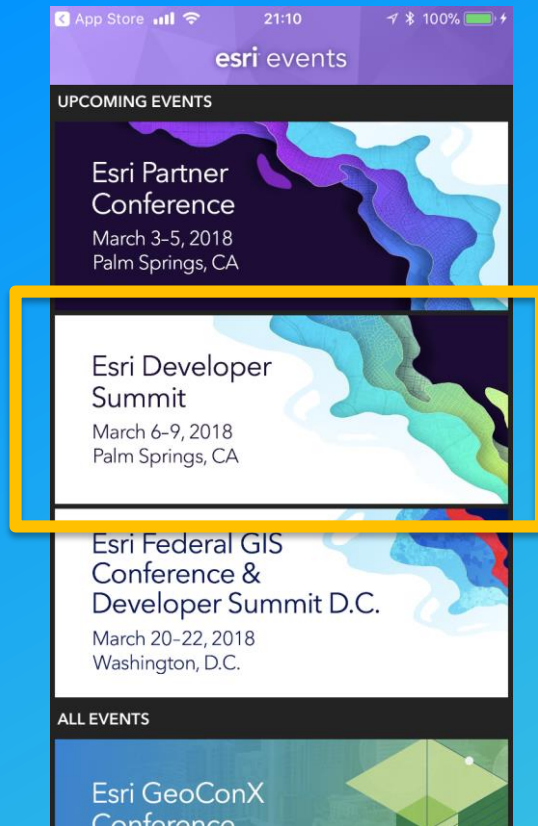 App Store 21:10 100%
esri events
UPCOMING EVENTS
Esri Partner
Conference
March 3-5, 2018
Palm Springs, CA
Esri Developer
Summit
March 6-9, 2018
Palm Springs, CA
Esri Federal GIS
Conference &
Developer Summit D.C.
March 20-22, 2018
Washington, D.C.
ALL EVENTS
Esri GeoConX
Conference